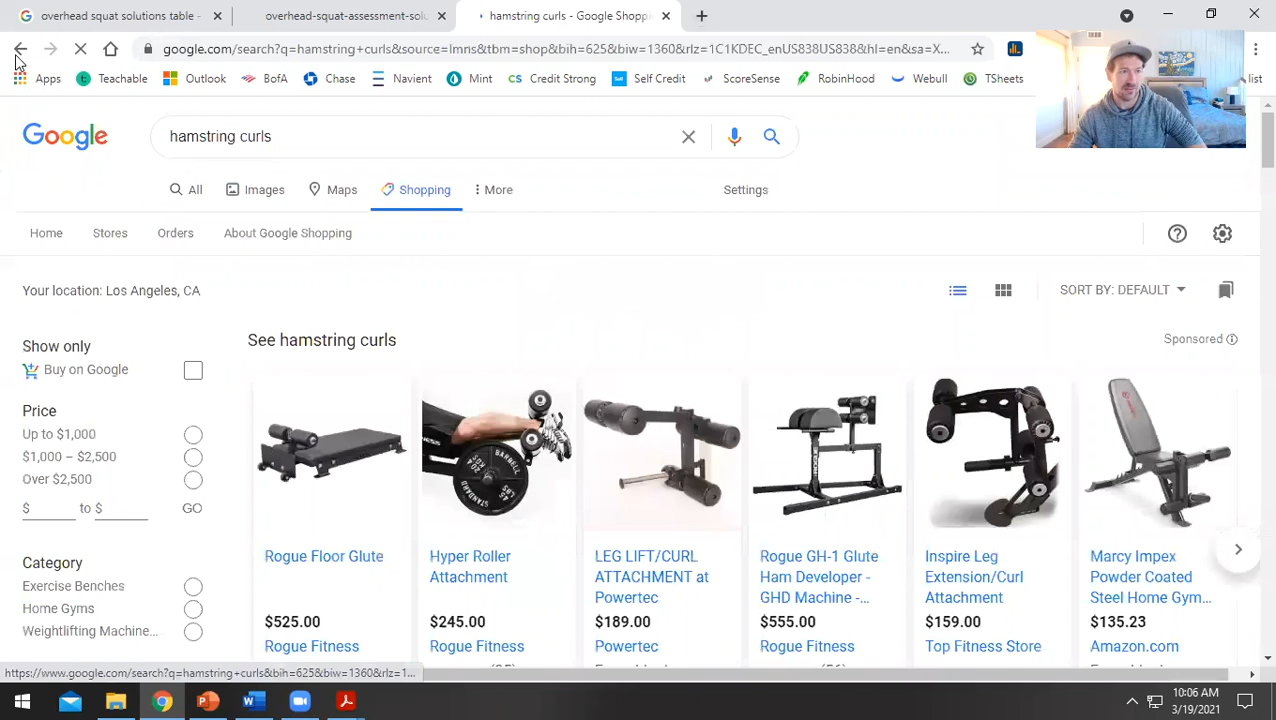 overhead squat solutions table -
overhead-squat-assessment-solu
hamstring curls - Google Shoppi
google.com/search?q=hamstring+curls&source=lmns&tbm=shop&bih=625&biw=1360&rlz=1C1KDEC_enUS838US838&hl=en&sa=X...
Apps Teachable Outlook BofA Chase Navient Mint CS Credit Strong Self Self Credit ScoreSense RobinHood Webull TSheets list
Google
hamstring curls
All Images Maps Shopping More Settings
Home Stores Orders About Google Shopping
Your location: Los Angeles, CA
SORT BY: DEFAULT
Show only
Buy on Google
Price
Up to $1,000
$1,000 – $2,500
Over $2,500
$ to $ GO
Category
Exercise Benches
Home Gyms
Weightlifting Machine...
See hamstring curls
Sponsored
Rogue Floor Glute
$525.00
Rogue Fitness
Hyper Roller
Attachment
$245.00
Rogue Fitness
LEG LIFT/CURL
ATTACHMENT at
Powertec
$189.00
Powertec
Rogue GH-1 Glute
Ham Developer -
GHD Machine -...
$555.00
Rogue Fitness
Inspire Leg
Extension/Curl
Attachment
$159.00
Top Fitness Store
Marcy Impex
Powder Coated
Steel Home Gym...
$135.23
Amazon.com
https://www.google.com/search?q=hamstring+curls&bih=625&biw=1360&rlz=1...
10:06 AM
3/19/2021